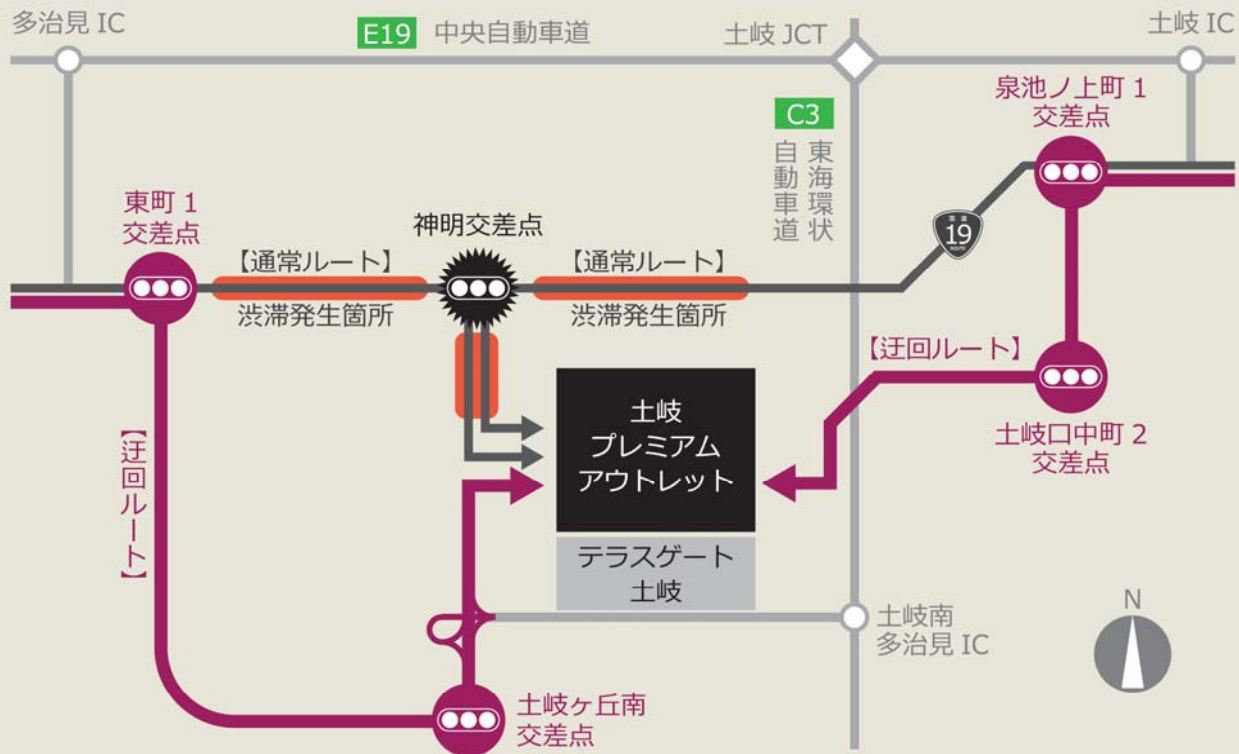 多治見 IC
E19 中央自動車道
土岐 JCT
土岐 IC
泉池ノ上町 1
交差点
C3
東海環状
自動車道
東町 1
交差点
神明交差点
【通常ルート】
渋滞発生箇所
【通常ルート】
渋滞発生箇所
国道
19
ROUTE
【迂回ルート】
土岐口中町 2
交差点
土岐
プレミアム
アウトレット
【迂回ルート】
テラスゲート
土岐
土岐南
多治見 IC
N
土岐ヶ丘南
交差点